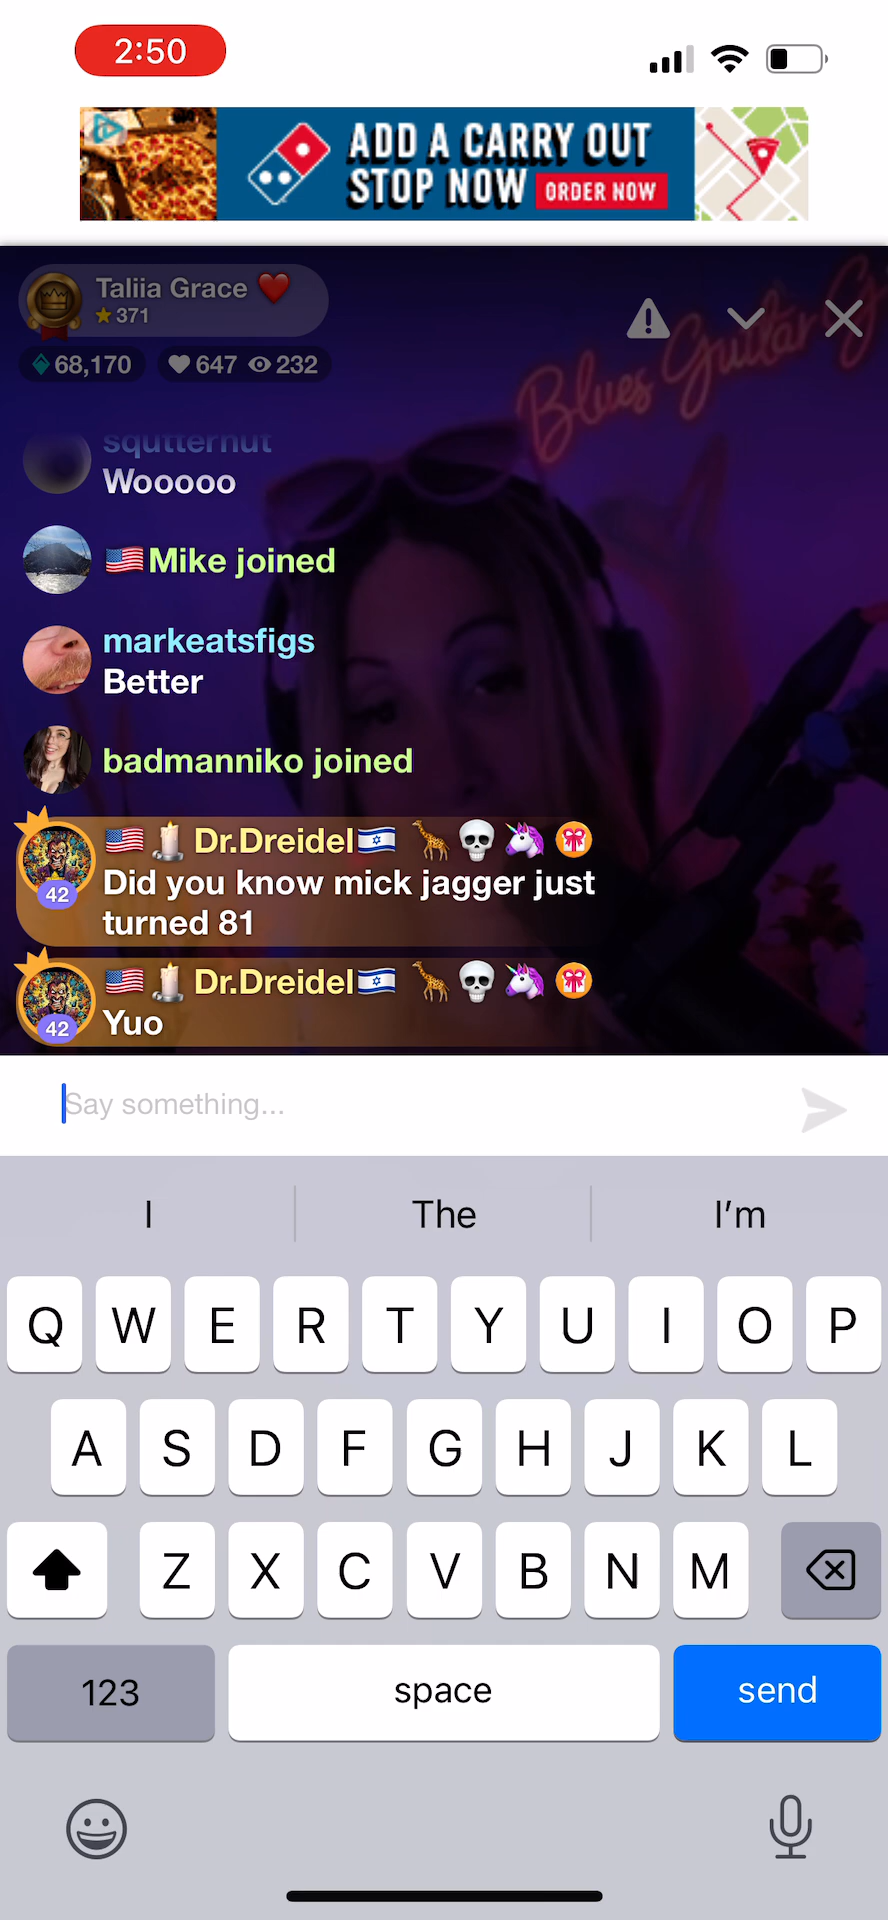 2:50
ADD A CARRY OUT
STOP NOW ORDER NOW
Taliia Grace ❤️
371
68,170 647 232
Blues Guitar G
squtternut
Wooooo
🇺🇸Mike joined
markeatsfigs
Better
badmanniko joined
🇺🇸🕯️Dr.Dreidel🇮🇱 🦒💀🦄
42
Did you know mick jagger just
turned 81
🇺🇸🕯️Dr.Dreidel🇮🇱 🦒💀🦄
42
Yuo
Say something...
I The I'm
Q W E R T Y U I O P
A S D F G H J K L
Z X C V B N M
123 space send